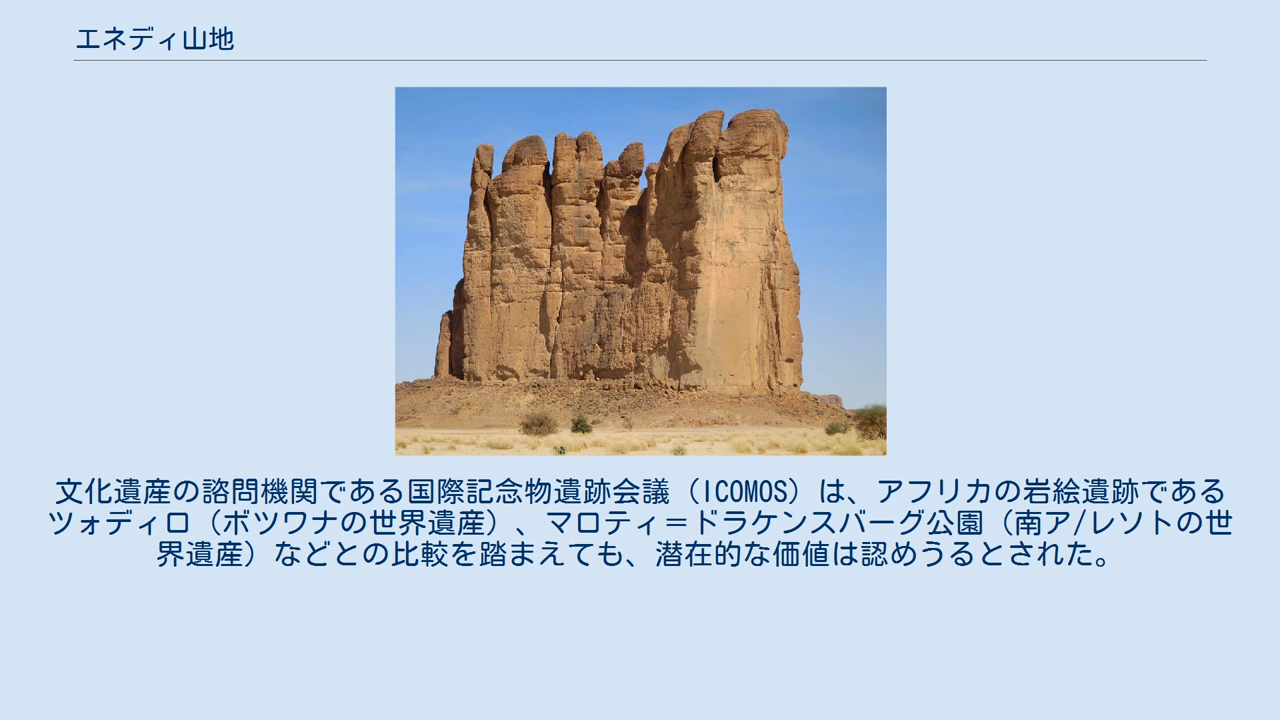 エネディ山地
文化遺産の諮問機関である国際記念物遺跡会議（ICOMOS）は、アフリカの岩絵遺跡である
ツォディロ（ボツワナの世界遺産）、マロティ＝ドラケンスバーグ公園（南ア/レソトの世
界遺産）などとの比較を踏まえても、潜在的な価値は認めうるとされた。